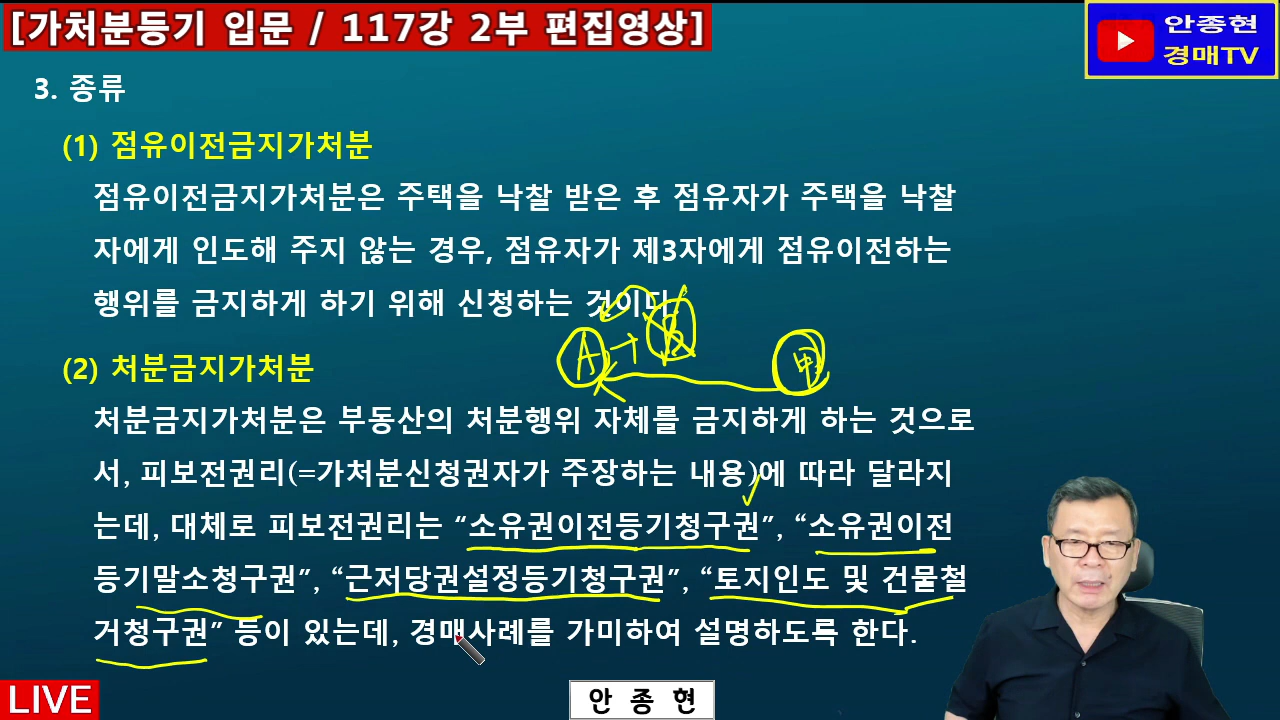 [가처분등기 입문 / 117강 2부 편집영상]
안종현
경매TV
3. 종류
(1) 점유이전금지가처분
점유이전금지가처분은 주택을 낙찰 받은 후 점유자가 주택을 낙찰
자에게 인도해 주지 않는 경우, 점유자가 제3자에게 점유이전하는
행위를 금지하게 하기 위해 신청하는 것이다
A → B 甲
(2) 처분금지가처분
처분금지가처분은 부동산의 처분행위 자체를 금지하게 하는 것으로
서, 피보전권리(=가처분신청권자가 주장하는 내용)에 따라 달라지
는데, 대체로 피보전권리는 “소유권이전등기청구권”, “소유권이전
등기말소청구권”, “근저당권설정등기청구권”, “토지인도 및 건물철
거청구권” 등이 있는데, 경매사례를 가미하여 설명하도록 한다.
LIVE
안 종 현